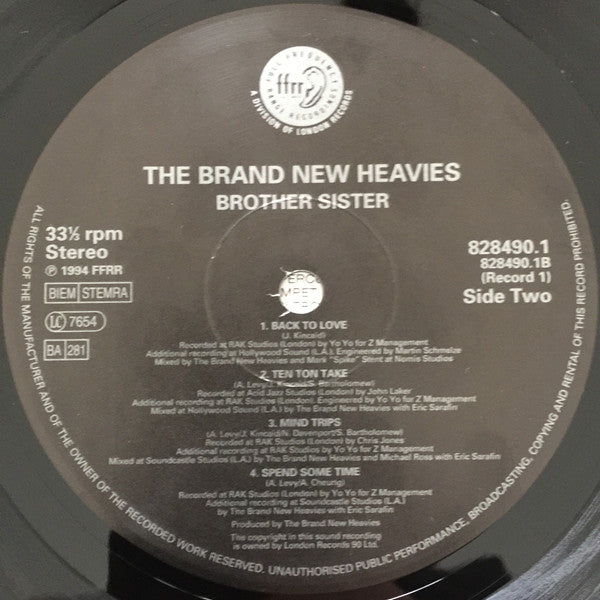 FULL FREQUENCY
ffrr
RANGE RECORDINGS
A DIVISION OF LONDON RECORDS
THE BRAND NEW HEAVIES
BROTHER SISTER
33⅓ rpm
Stereo
℗ 1994 FFRR
BIEM STEMRA
LC 7654
BA 281
828490.1
828490.1B
(Record 1)
Side Two
1. BACK TO LOVE
(J. Kincaid)
Recorded at RAK Studios (London) by Yo Yo for Z Management
Additional recording at Hollywood Sound (L.A.). Engineered by Martin Schmelze
Mixed by The Brand New Heavies and Mark "Spike" Stent at Nomis Studios
2. TEN TON TAKE
(A. Levy/J. Kincaid/S. Bartholomew)
Recorded at Acid Jazz Studios (London) by John Laker
Additional recording at RAK Studios (London). Engineered by Yo Yo for Z Management
Mixed at Hollywood Sound (L.A.) by The Brand New Heavies with Eric Sarafin
3. MIND TRIPS
(A. Levy/J. Kincaid/N. Davenport/S. Bartholomew)
Recorded at RAK Studios (London) by Chris Jones
Additional recording at RAK Studios (London) by Yo Yo for Z Management
Mixed at Soundcastle Studios (L.A.) by The Brand New Heavies and Michael Ross with Eric Sarafin
4. SPEND SOME TIME
(A. Levy/A. Cheung)
Recorded at RAK Studios (London) by Yo Yo for Z Management
Additional recording at Soundcastle Studios (L.A.)
by The Brand New Heavies with Eric Sarafin
Produced by The Brand New Heavies
The copyright in this sound recording
is owned by London Records 90 Ltd.
ALL RIGHTS OF THE MANUFACTURER AND OF THE OWNER OF THE RECORDED WORK RESERVED. UNAUTHORISED PUBLIC PERFORMANCE, BROADCASTING, COPYING AND RENTAL OF THIS RECORD PROHIBITED.